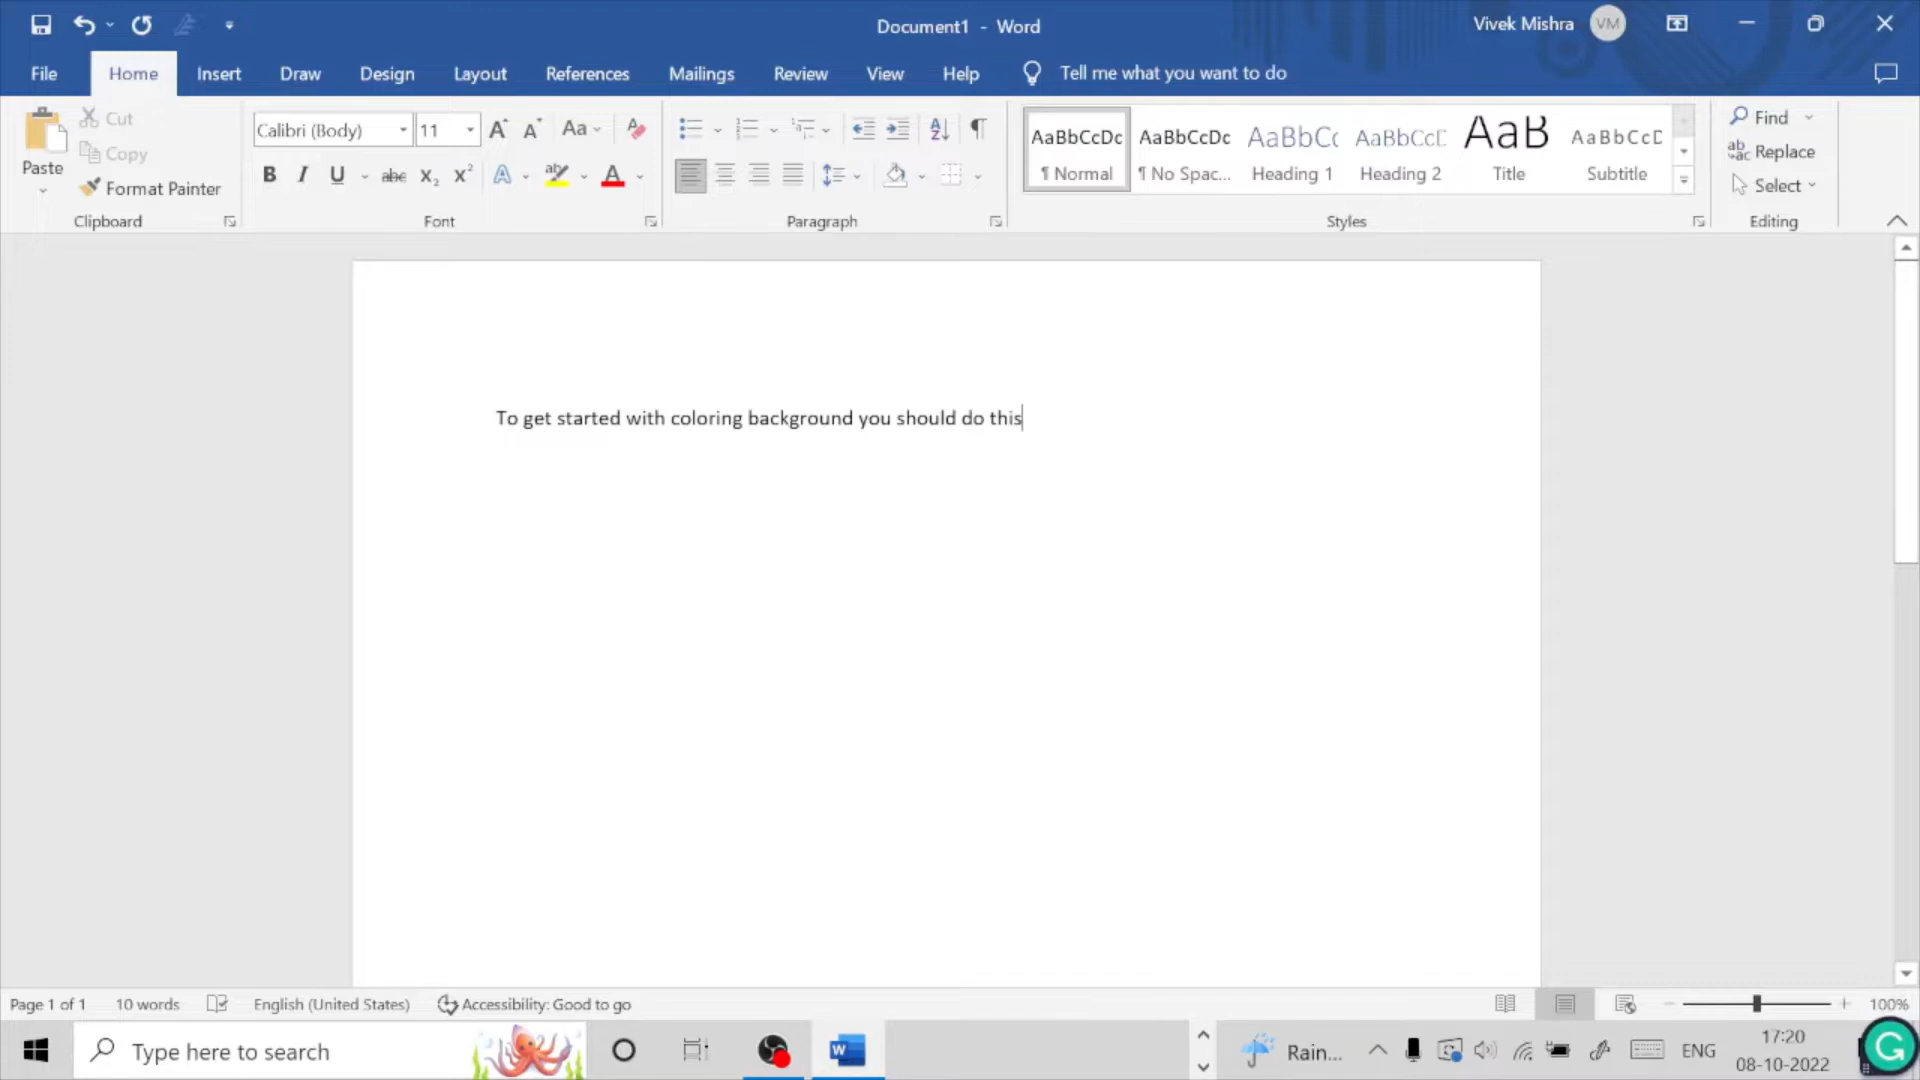 Document1 - Word
Vivek Mishra VM
File Home Insert Draw Design Layout References Mailings Review View Help Tell me what you want to do
Paste
Cut
Copy
Format Painter
Clipboard
Calibri (Body) 11
Font
Paragraph
AaBbCcDc AaBbCcDc AaBbC AaBbCcC AaB AaBbCcD
¶ Normal ¶ No Spac... Heading 1 Heading 2 Title Subtitle
Styles
Find
Replace
Select
Editing
To get started with coloring background you should do this
Page 1 of 1 10 words English (United States) Accessibility: Good to go 100%
Type here to search
Rain... ENG 17:20
08-10-2022